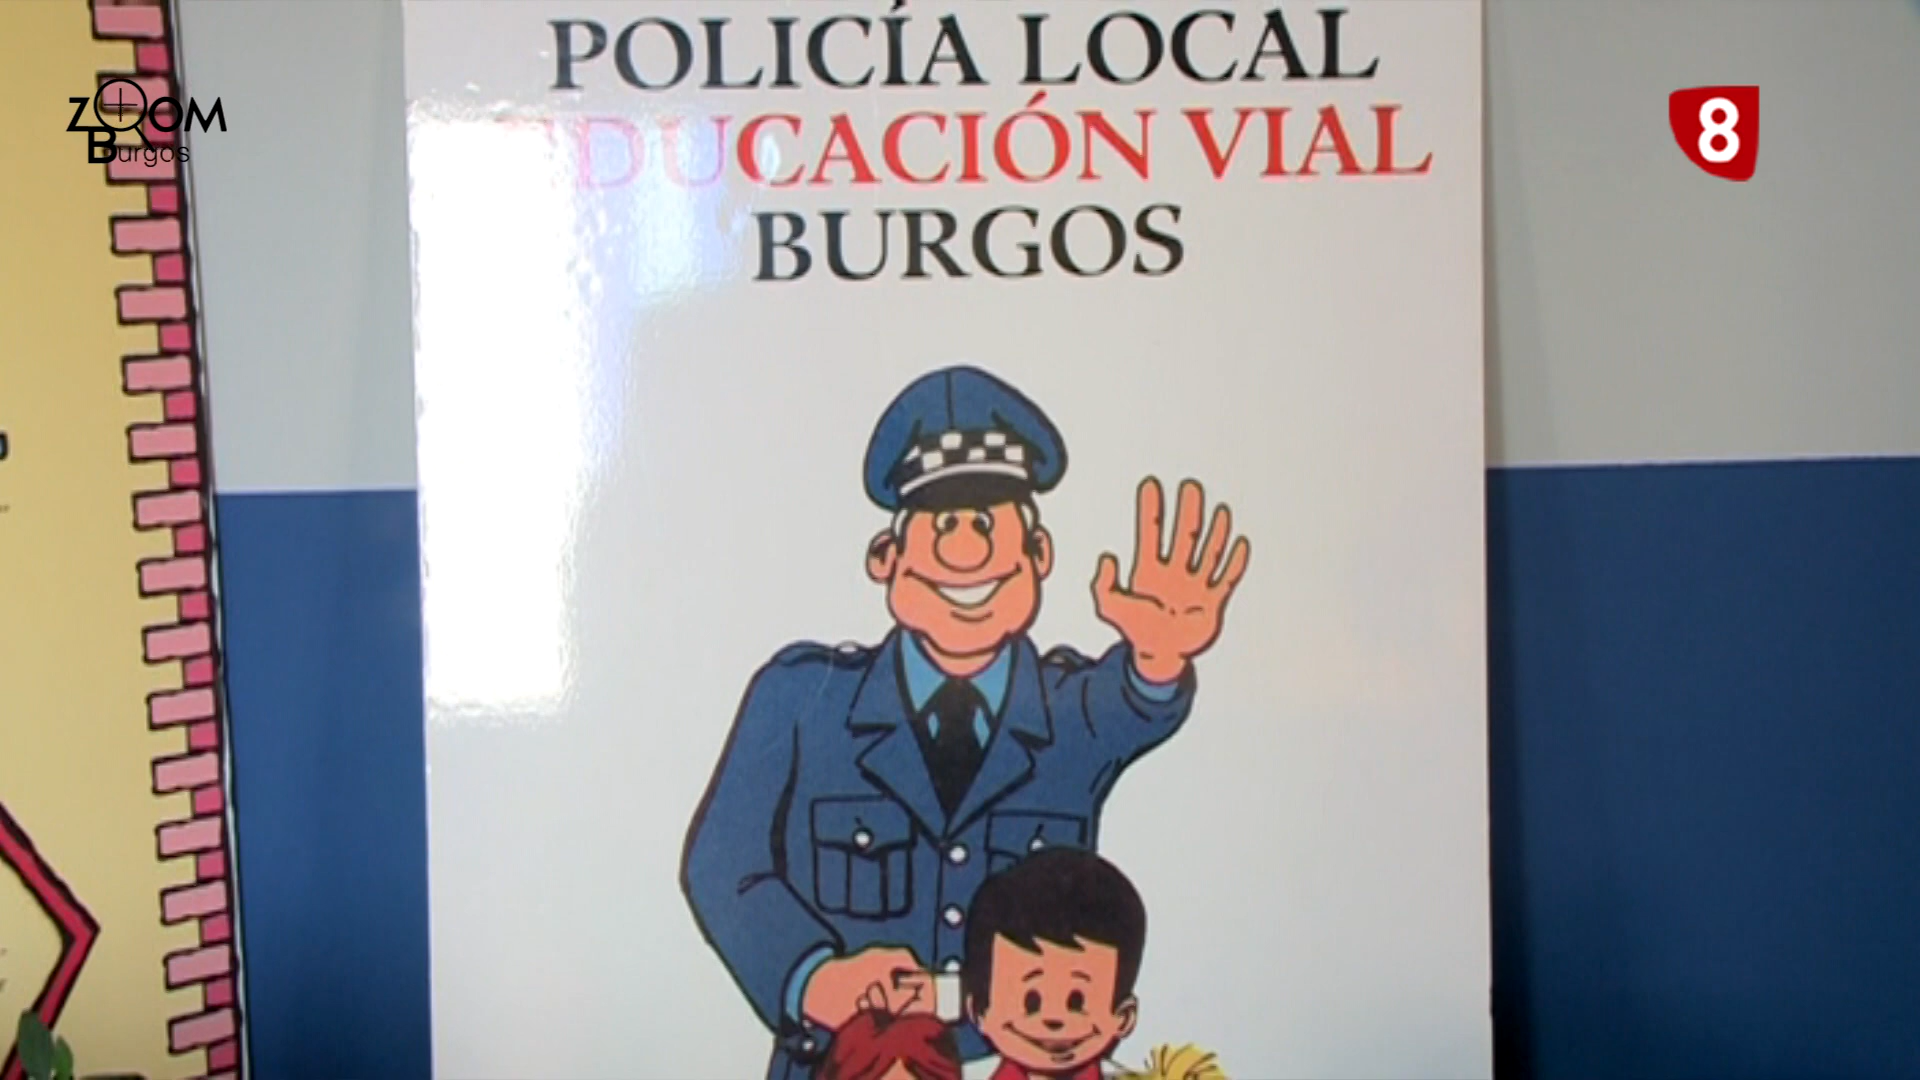 POLICÍA LOCAL
EDUCACIÓN VIAL
BURGOS
ZOOM
Burgos
8